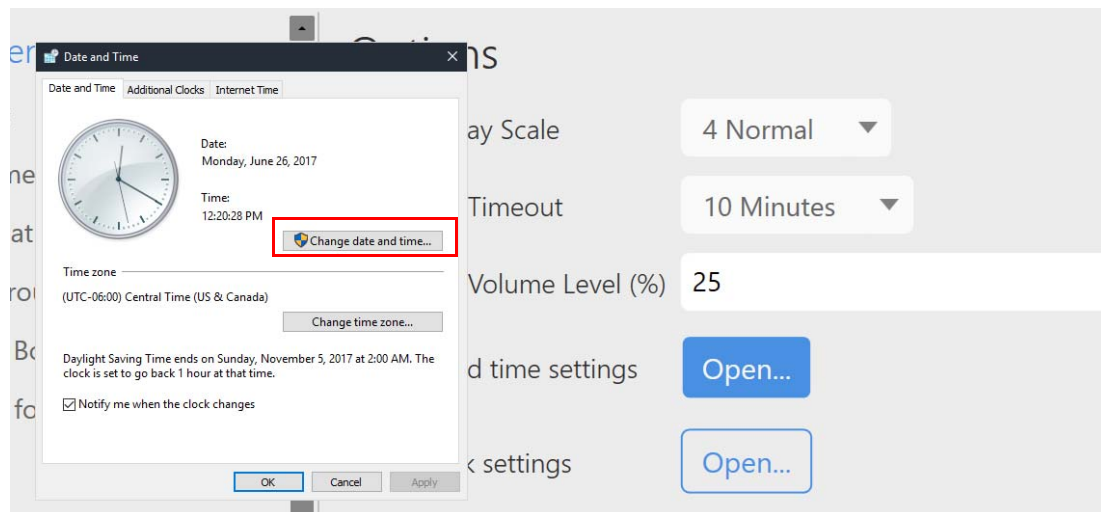 Date and Time
Date and Time Additional Clocks Internet Time
Date:
Monday, June 26, 2017
Time:
12:20:28 PM
Change date and time...
Time zone
(UTC-06:00) Central Time (US & Canada)
Change time zone...
Daylight Saving Time ends on Sunday, November 5, 2017 at 2:00 AM. The
clock is set to go back 1 hour at that time.
Notify me when the clock changes
OK Cancel Apply
ay Scale 4 Normal
Timeout 10 Minutes
Volume Level (%) 25
d time settings Open...
settings Open...